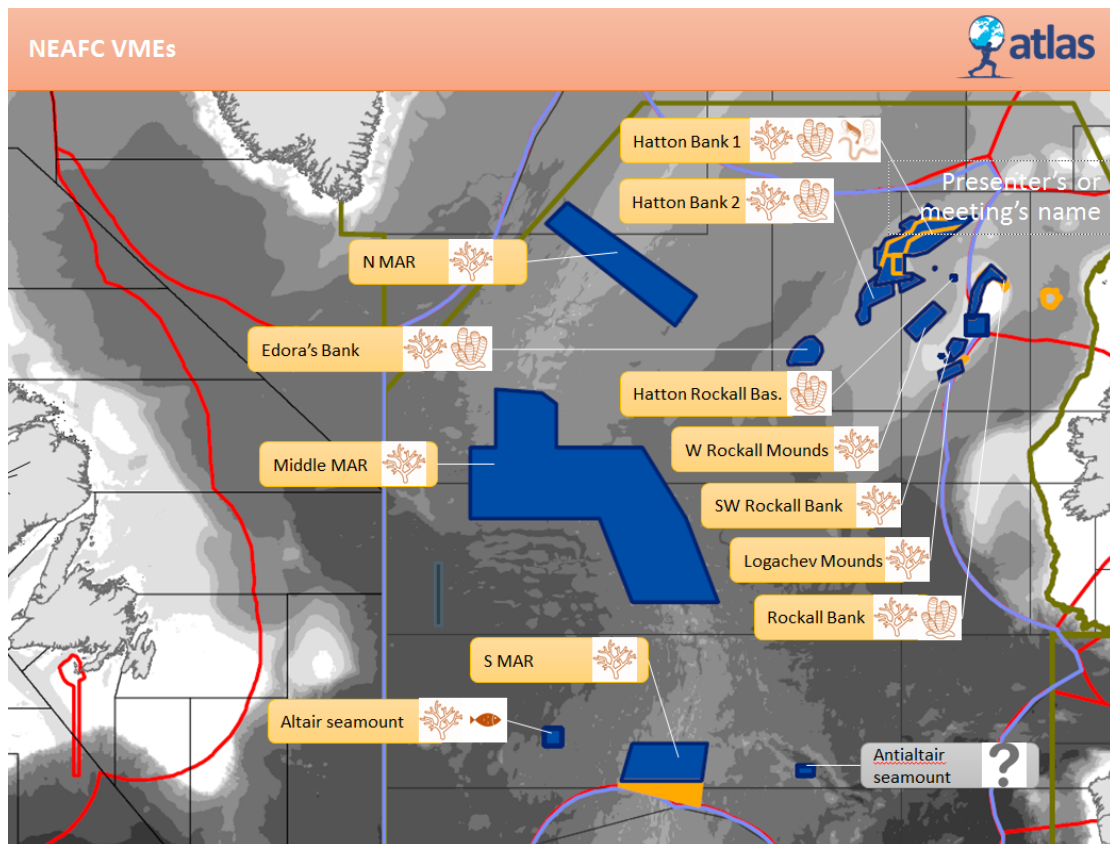 NEAFC VMEs
atlas
Hatton Bank 1
Presenter's or
meeting's name
Hatton Bank 2
N MAR
Edora's Bank
Hatton Rockall Bas.
W Rockall Mounds
Middle MAR
SW Rockall Bank
Logachev Mounds
Rockall Bank
S MAR
Altair seamount
Antialtair
seamount
?